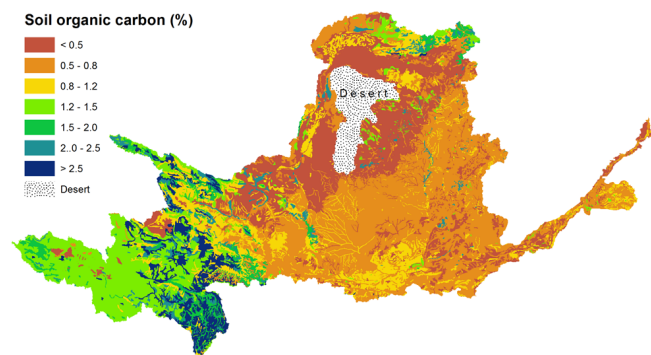 Soil organic carbon (%)
< 0.5
0.5 - 0.8
0.8 - 1.2
1.2 - 1.5
1.5 - 2.0
2.0 - 2.5
> 2.5
Desert
Desert